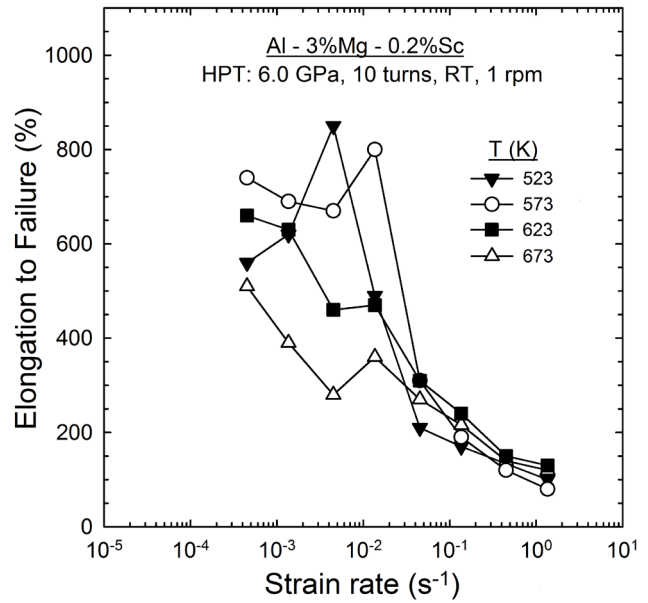 Al - 3%Mg - 0.2%Sc
HPT: 6.0 GPa, 10 turns, RT, 1 rpm
Elongation to Failure (%)
1000
800
600
400
200
0
T (K)
523
573
623
673
10⁻⁵ 10⁻⁴ 10⁻³ 10⁻² 10⁻¹ 10⁰ 10¹
Strain rate (s⁻¹)